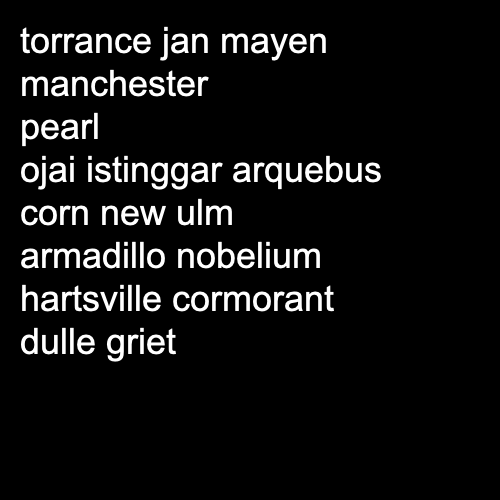 torrance jan mayen
manchester
pearl
ojai istinggar arquebus
corn new ulm
armadillo nobelium
hartsville cormorant
dulle griet